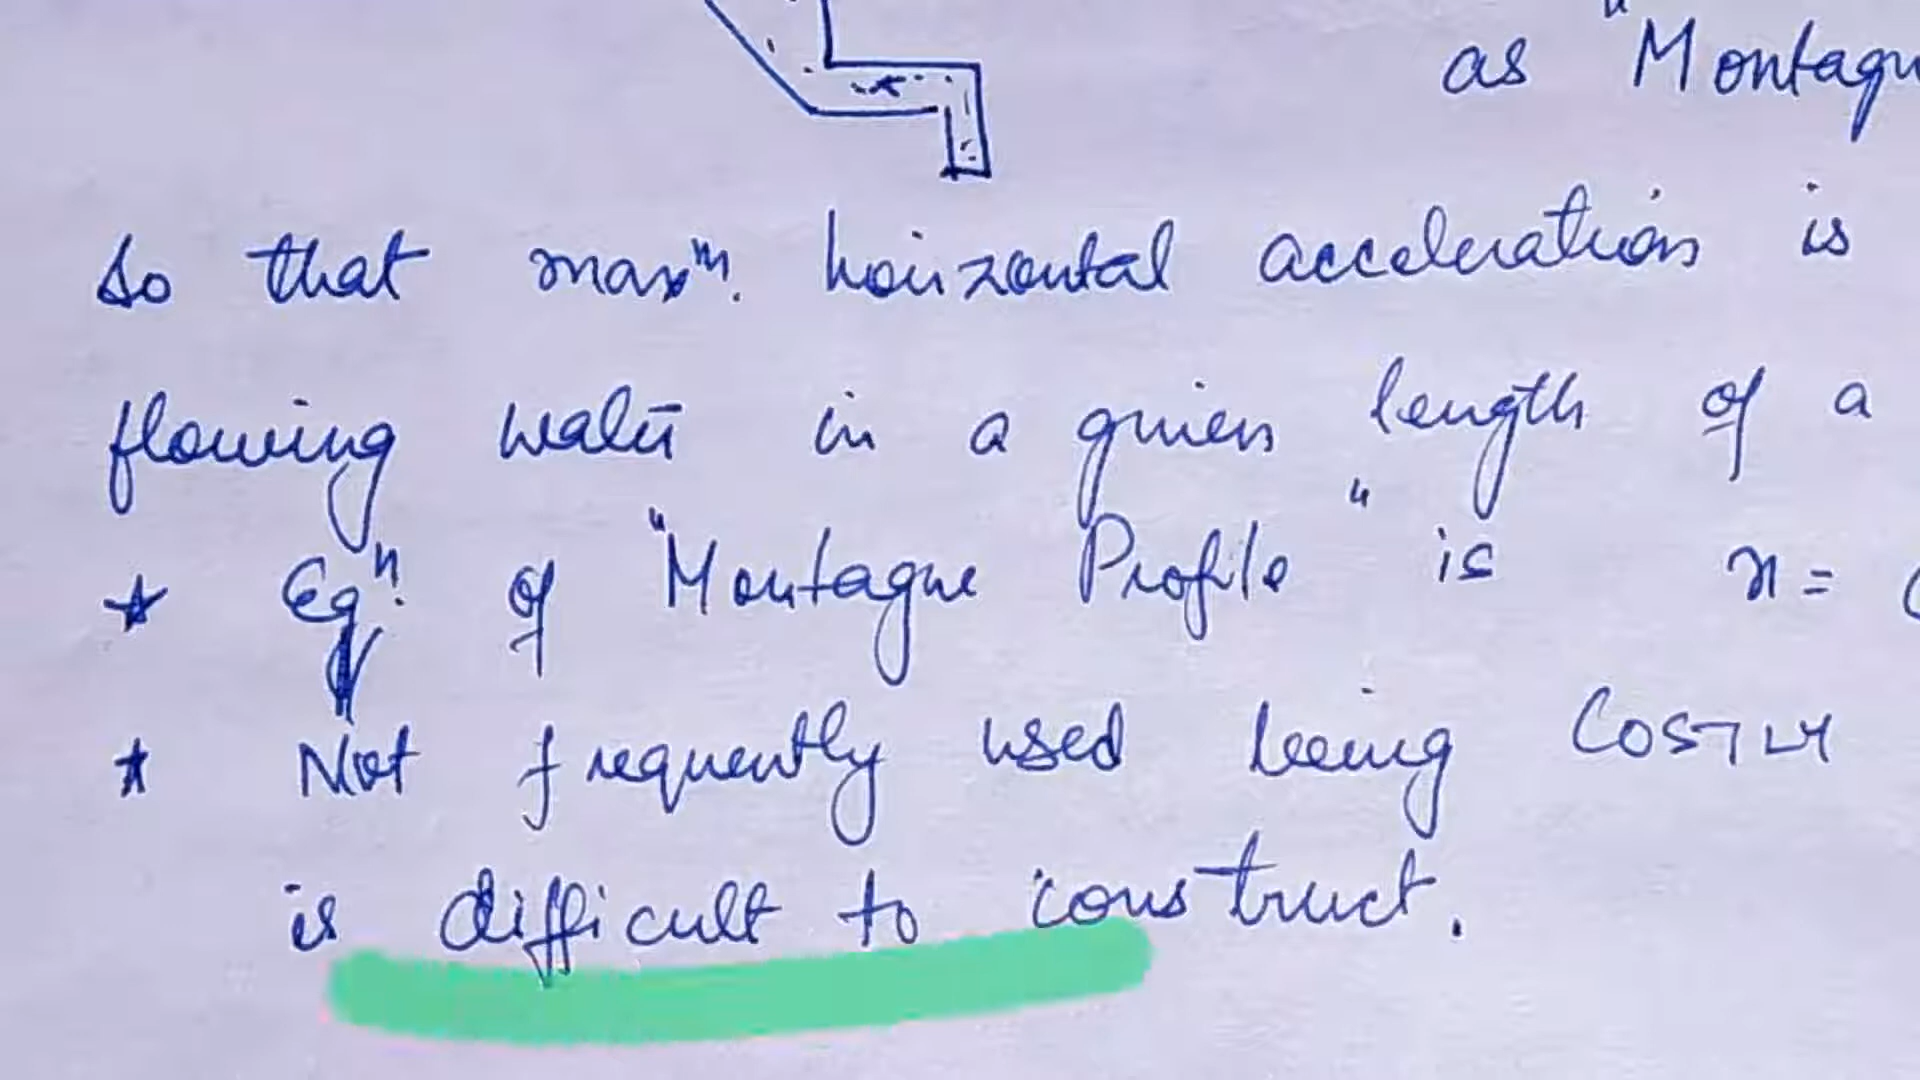 as "Montagu
so that maxᵐ. horizontal acceleration is
flowing water in a given length of a
* Eqⁿ. of "Montague Profile" is x =
* Not frequently used being COSTLY
is difficult to construct.